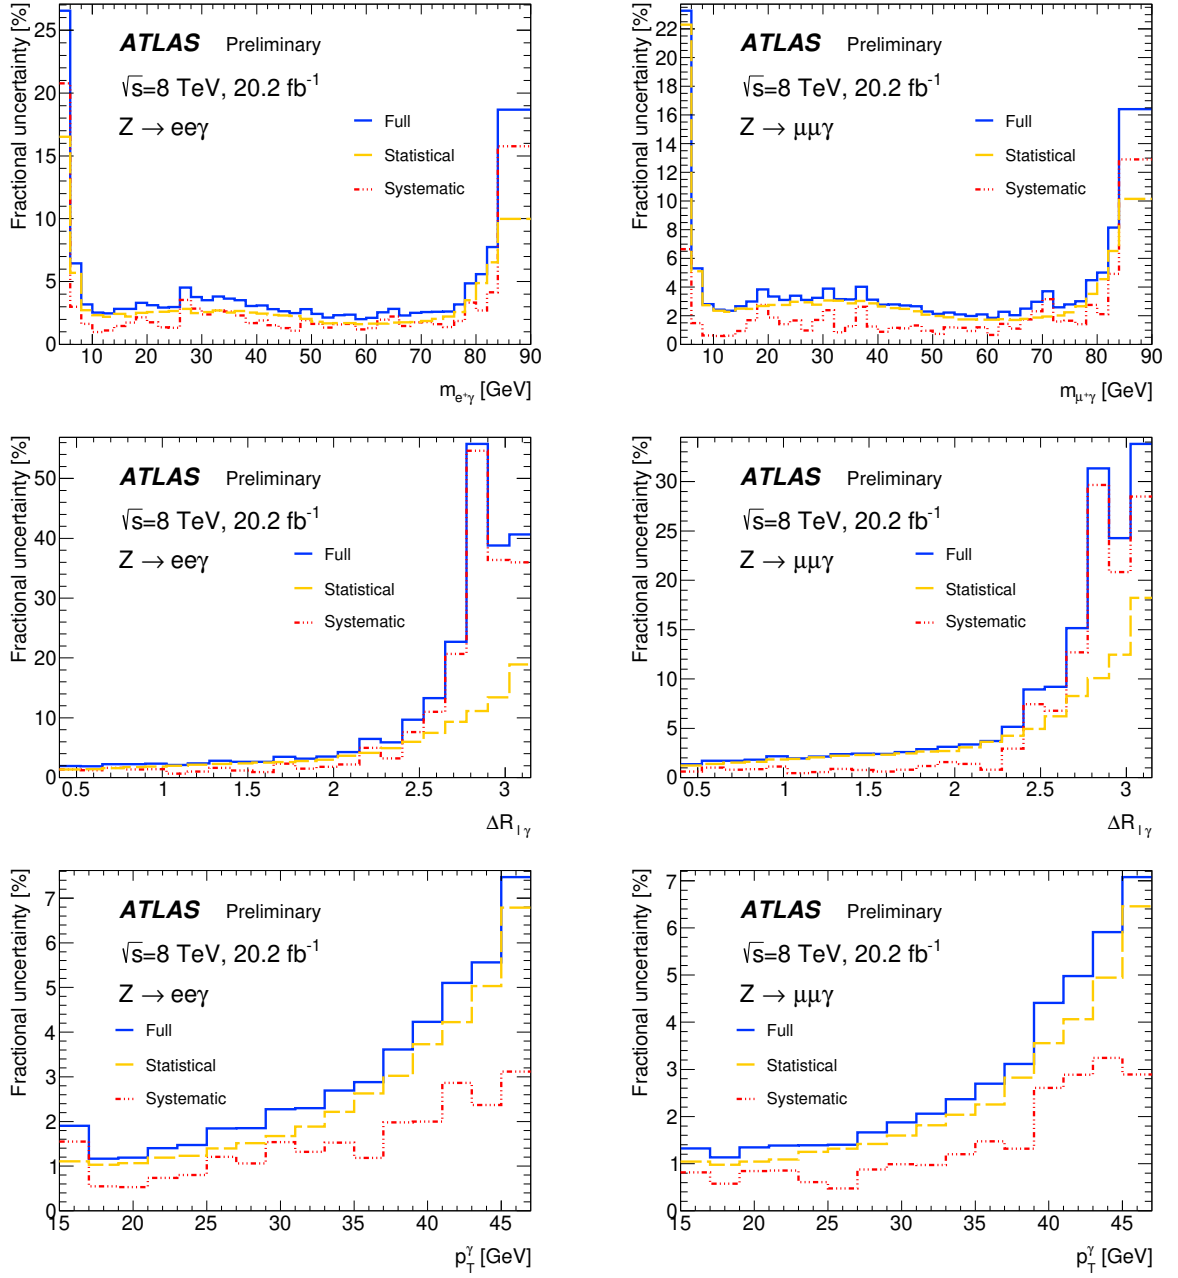 Fractional uncertainty [%]
25
20
15
10
5
0
ATLAS Preliminary
√s=8 TeV, 20.2 fb⁻¹
Z → eeγ
Full
Statistical
Systematic
10 20 30 40 50 60 70 80 90
m_e⁺γ [GeV]
Fractional uncertainty [%]
22
20
18
16
14
12
10
8
6
4
2
0
ATLAS Preliminary
√s=8 TeV, 20.2 fb⁻¹
Z → μμγ
Full
Statistical
Systematic
10 20 30 40 50 60 70 80 90
m_μ⁺γ [GeV]
Fractional uncertainty [%]
50
40
30
20
10
0
ATLAS Preliminary
√s=8 TeV, 20.2 fb⁻¹
Z → eeγ
Full
Statistical
Systematic
0.5 1 1.5 2 2.5 3
ΔR_lγ
Fractional uncertainty [%]
30
25
20
15
10
5
0
ATLAS Preliminary
√s=8 TeV, 20.2 fb⁻¹
Z → μμγ
Full
Statistical
Systematic
0.5 1 1.5 2 2.5 3
ΔR_lγ
Fractional uncertainty [%]
7
6
5
4
3
2
1
0
ATLAS Preliminary
√s=8 TeV, 20.2 fb⁻¹
Z → eeγ
Full
Statistical
Systematic
15 20 25 30 35 40 45
p_T^γ [GeV]
Fractional uncertainty [%]
7
6
5
4
3
2
1
0
ATLAS Preliminary
√s=8 TeV, 20.2 fb⁻¹
Z → μμγ
Full
Statistical
Systematic
15 20 25 30 35 40 45
p_T^γ [GeV]